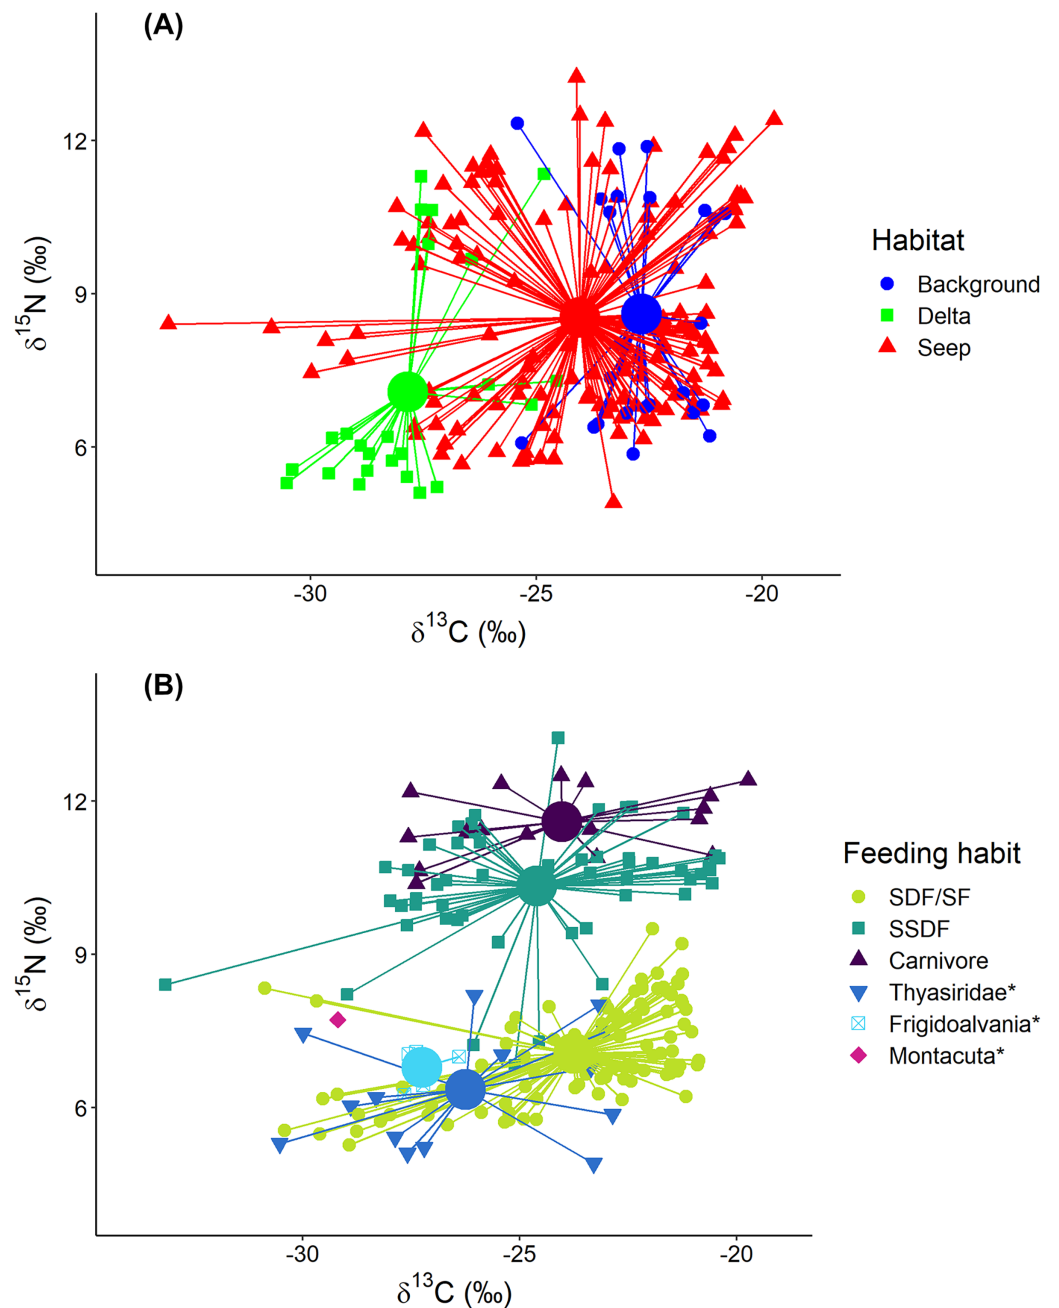 (A)
12
9
6
δ15N (‰)
-30
-25
-20
δ13C (‰)
Habitat
Background
Delta
Seep
(B)
12
9
6
δ15N (‰)
-30
-25
-20
δ13C (‰)
Feeding habit
SDF/SF
SSDF
Carnivore
Thyasiridae*
Frigidoalvania*
Montacuta*